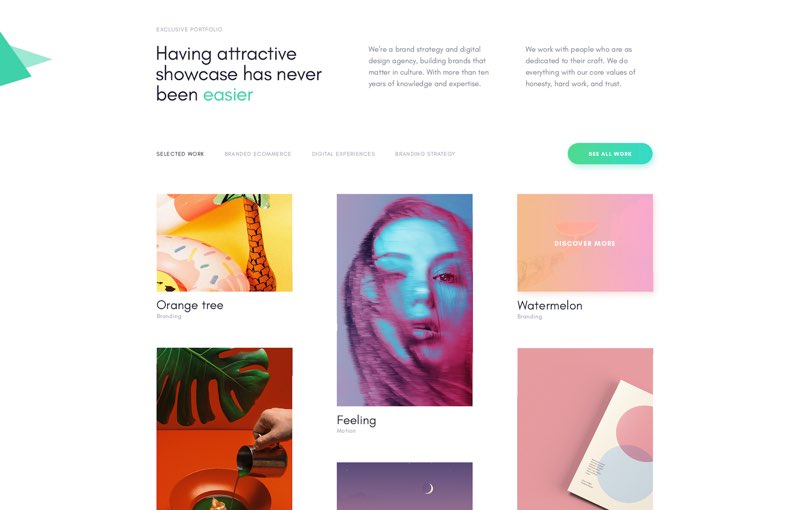 EXCLUSIVE PORTFOLIO
Having attractive
showcase has never
been easier
We're a brand strategy and digital
design agency, building brands that
matter in culture. With more than ten
years of knowledge and expertise.
We work with people who are as
dedicated to their craft. We do
everything with our core values of
honesty, hard work, and trust.
SELECTED WORK
BRANDED ECOMMERCE
DIGITAL EXPERIENCES
BRANDING STRATEGY
SEE ALL WORK
DISCOVER MORE
Orange tree
Branding
Watermelon
Branding
Feeling
Motion